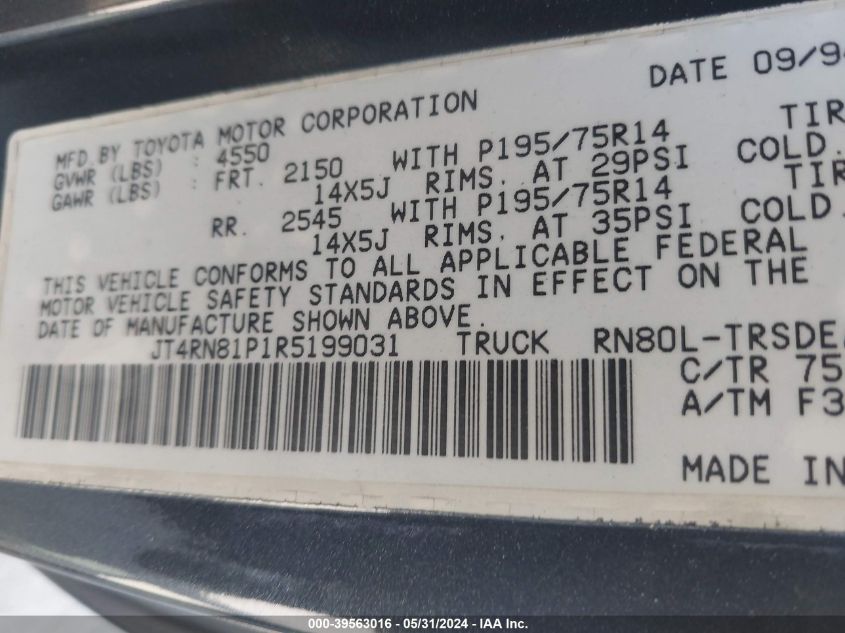 DATE 09/94
MFD. BY TOYOTA MOTOR CORPORATION
GVWR (LBS) : 4550
GAWR (LBS) : FRT. 2150 WITH P195/75R14 TIR
14X5J RIMS, AT 29PSI COLD.
RR. 2545 WITH P195/75R14 TIR
14X5J RIMS, AT 35PSI COLD.
THIS VEHICLE CONFORMS TO ALL APPLICABLE FEDERAL
MOTOR VEHICLE SAFETY STANDARDS IN EFFECT ON THE
DATE OF MANUFACTURE SHOWN ABOVE.
JT4RN81P1R5199031 TRUCK RN80L-TRSDEA
C/TR 75
A/TM F3
MADE IN
000-39563016 - 05/31/2024 - IAA Inc.